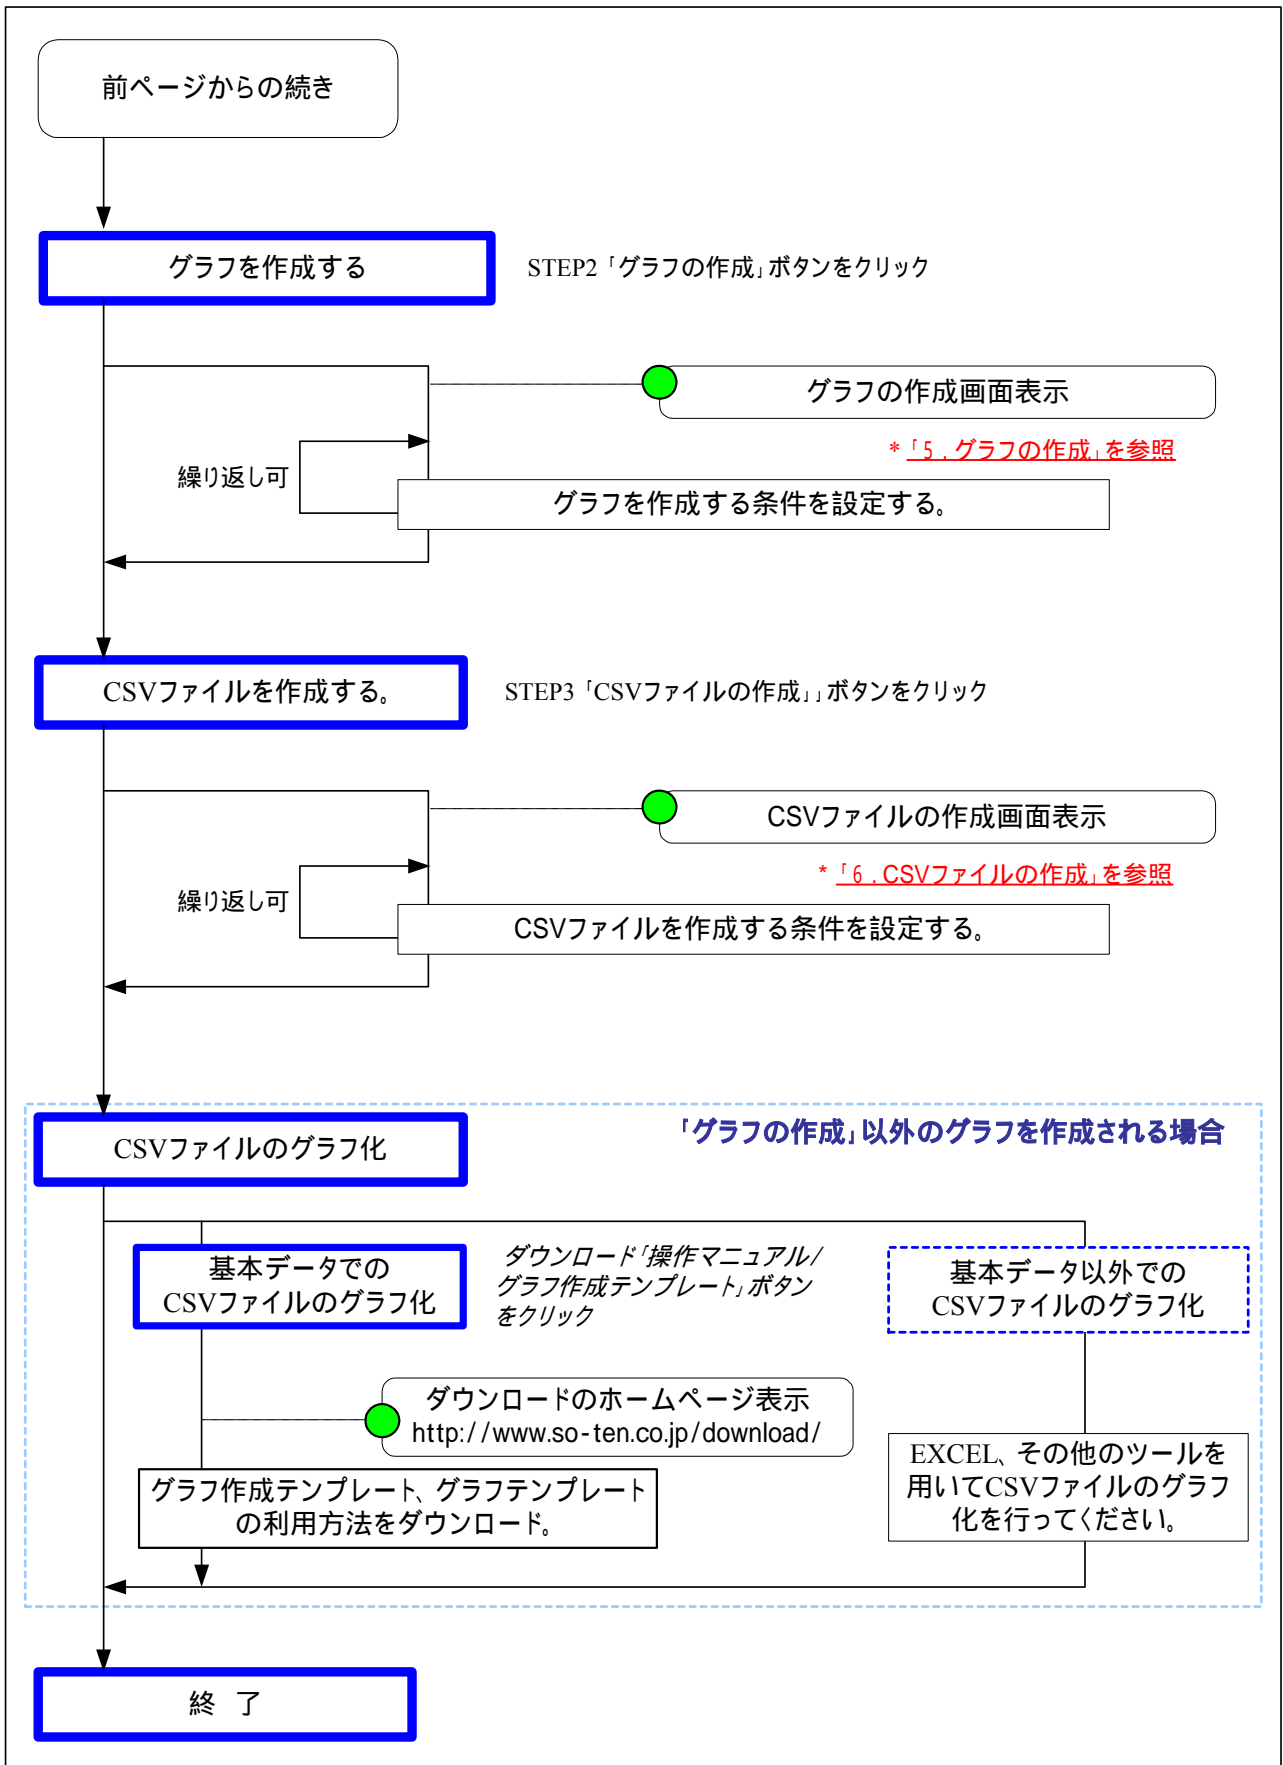 前ページからの続き
グラフを作成する
STEP2「グラフの作成」ボタンをクリック
グラフの作成画面表示
*「5．グラフの作成」を参照
繰り返し可
グラフを作成する条件を設定する。
CSVファイルを作成する。
STEP3「CSVファイルの作成」」ボタンをクリック
CSVファイルの作成画面表示
*「6．CSVファイルの作成」を参照
繰り返し可
CSVファイルを作成する条件を設定する。
CSVファイルのグラフ化
「グラフの作成」以外のグラフを作成される場合
基本データでの
CSVファイルのグラフ化
ダウンロード「操作マニュアル/
グラフ作成テンプレート」ボタン
をクリック
基本データ以外での
CSVファイルのグラフ化
ダウンロードのホームページ表示
http://www.so-ten.co.jp/download/
グラフ作成テンプレート、グラフテンプレート
の利用方法をダウンロード。
EXCEL、その他のツールを
用いてCSVファイルのグラフ
化を行ってください。
終 了